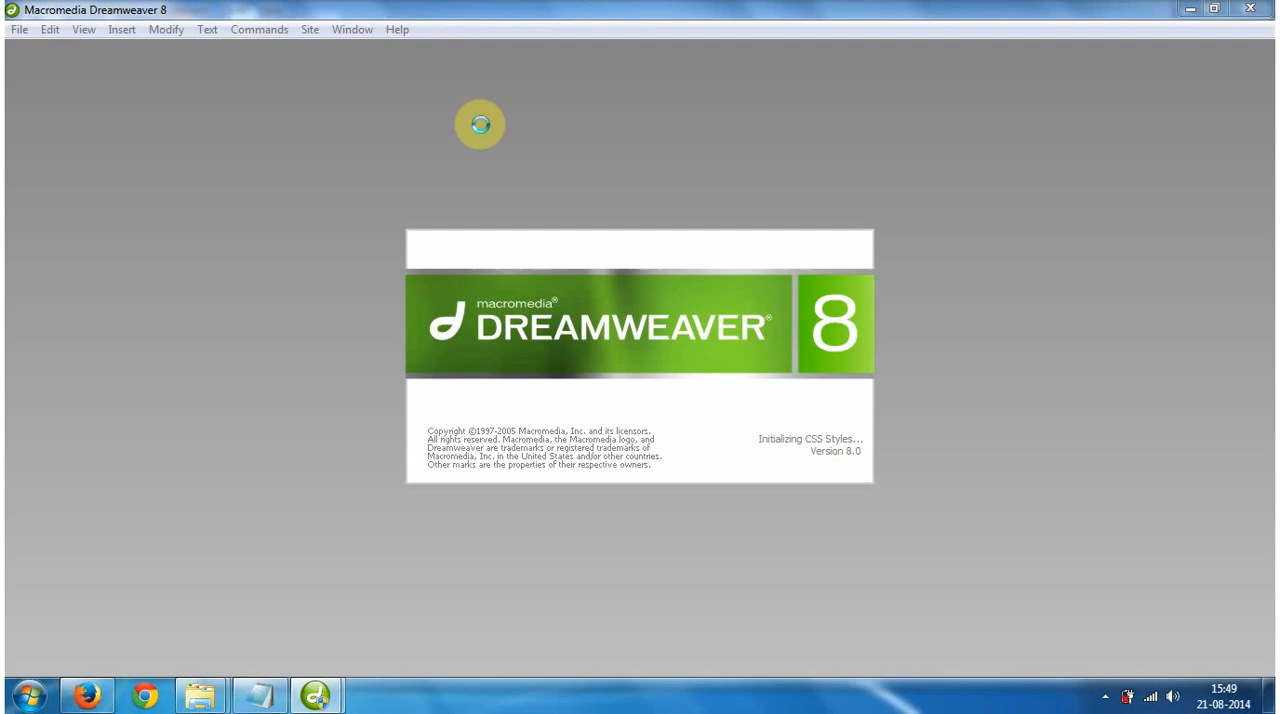 Macromedia Dreamweaver 8
File Edit View Insert Modify Text Commands Site Window Help
macromedia®
DREAMWEAVER®
8
Copyright ©1997-2005 Macromedia, Inc. and its licensors.
All rights reserved. Macromedia, the Macromedia logo, and
Dreamweaver are trademarks or registered trademarks of
Macromedia, Inc. in the United States and/or other countries.
Other marks are the properties of their respective owners.
Initializing CSS Styles...
Version 8.0
15:49
21-08-2014